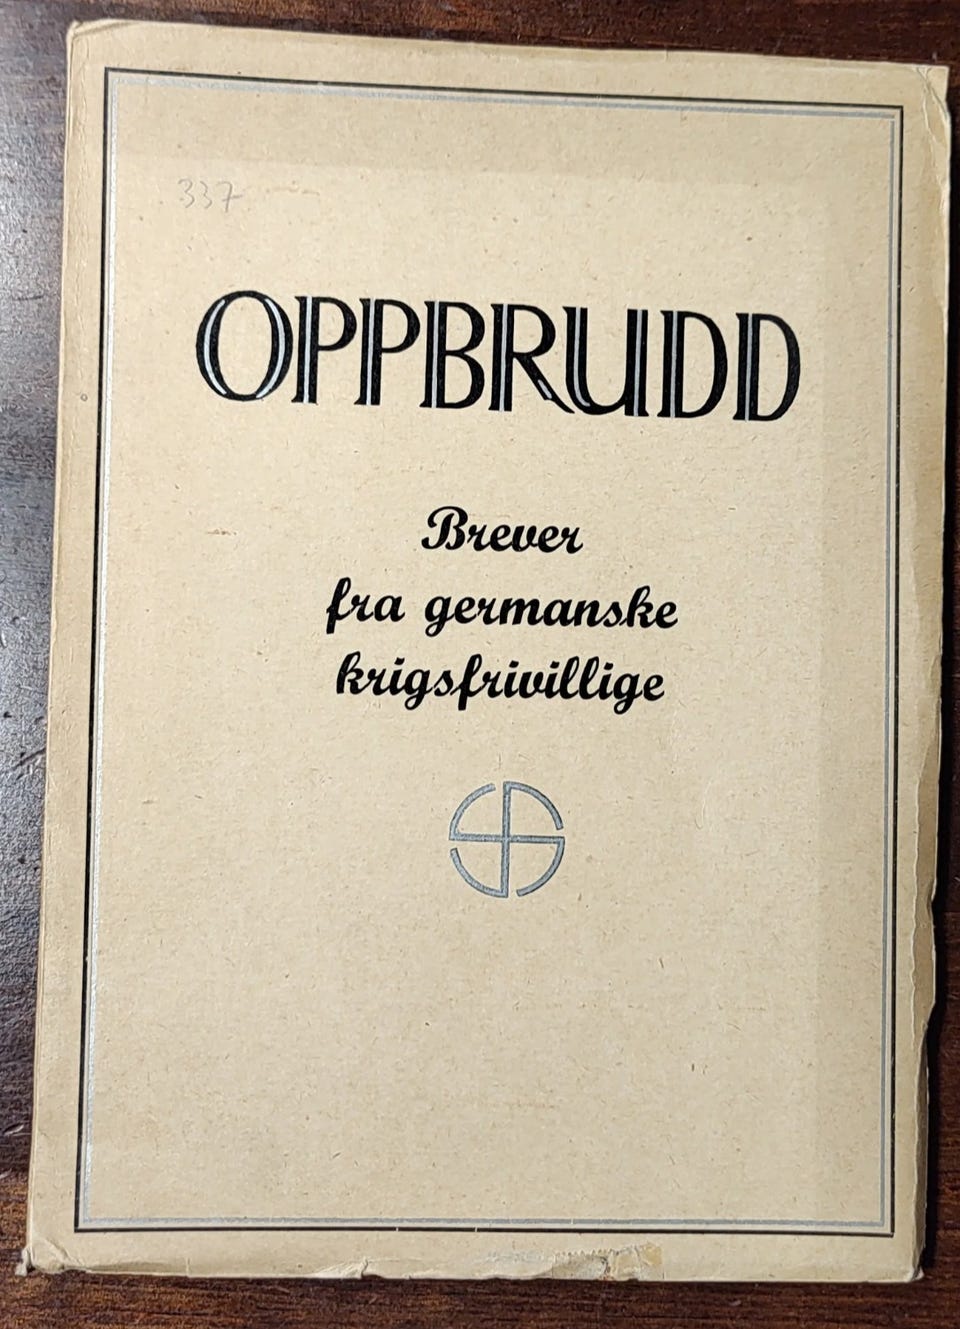 337
OPPBRUDD
Brever
fra germanske
krigsfrivillige